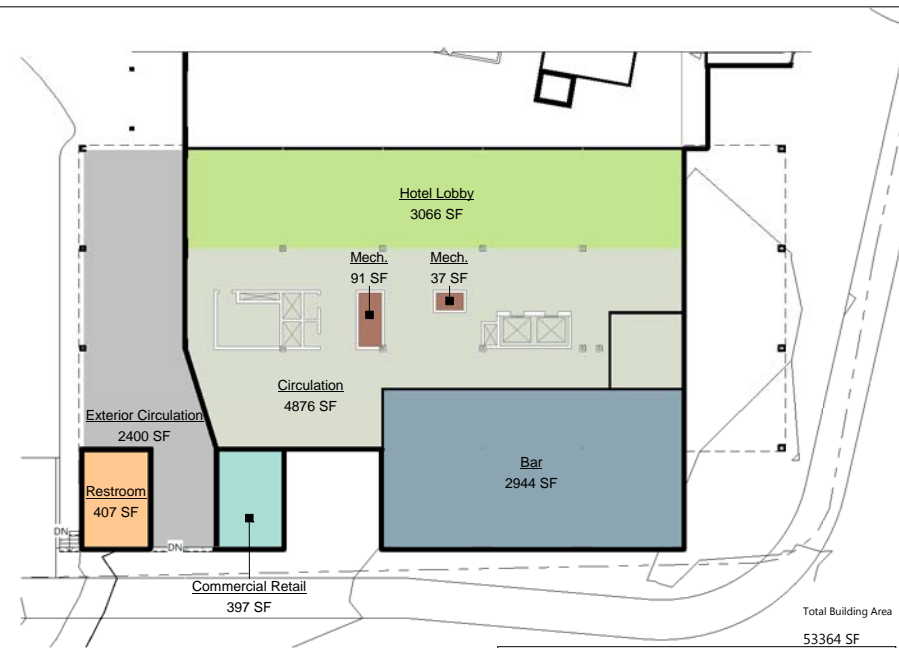 Hotel Lobby
3066 SF
Mech.
91 SF
Mech.
37 SF
Circulation
4876 SF
Exterior Circulation
2400 SF
Bar
2944 SF
Restroom
407 SF
DN
DN
Commercial Retail
397 SF
Total Building Area
53364 SF